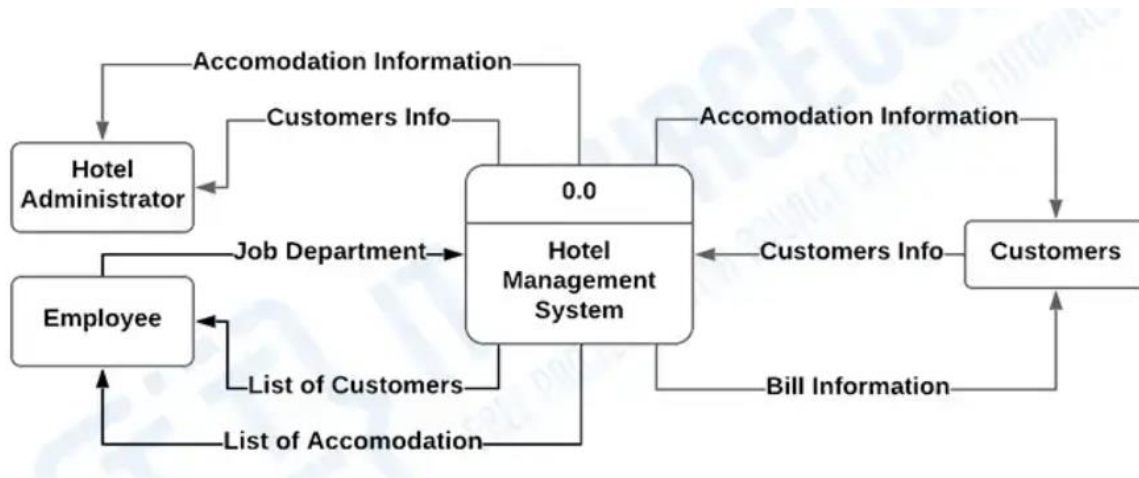 Accomodation Information
Customers Info
Accomodation Information
Hotel
Administrator
0.0
Job Department
Hotel
Management
System
Customers Info
Customers
Employee
List of Customers
Bill Information
List of Accomodation